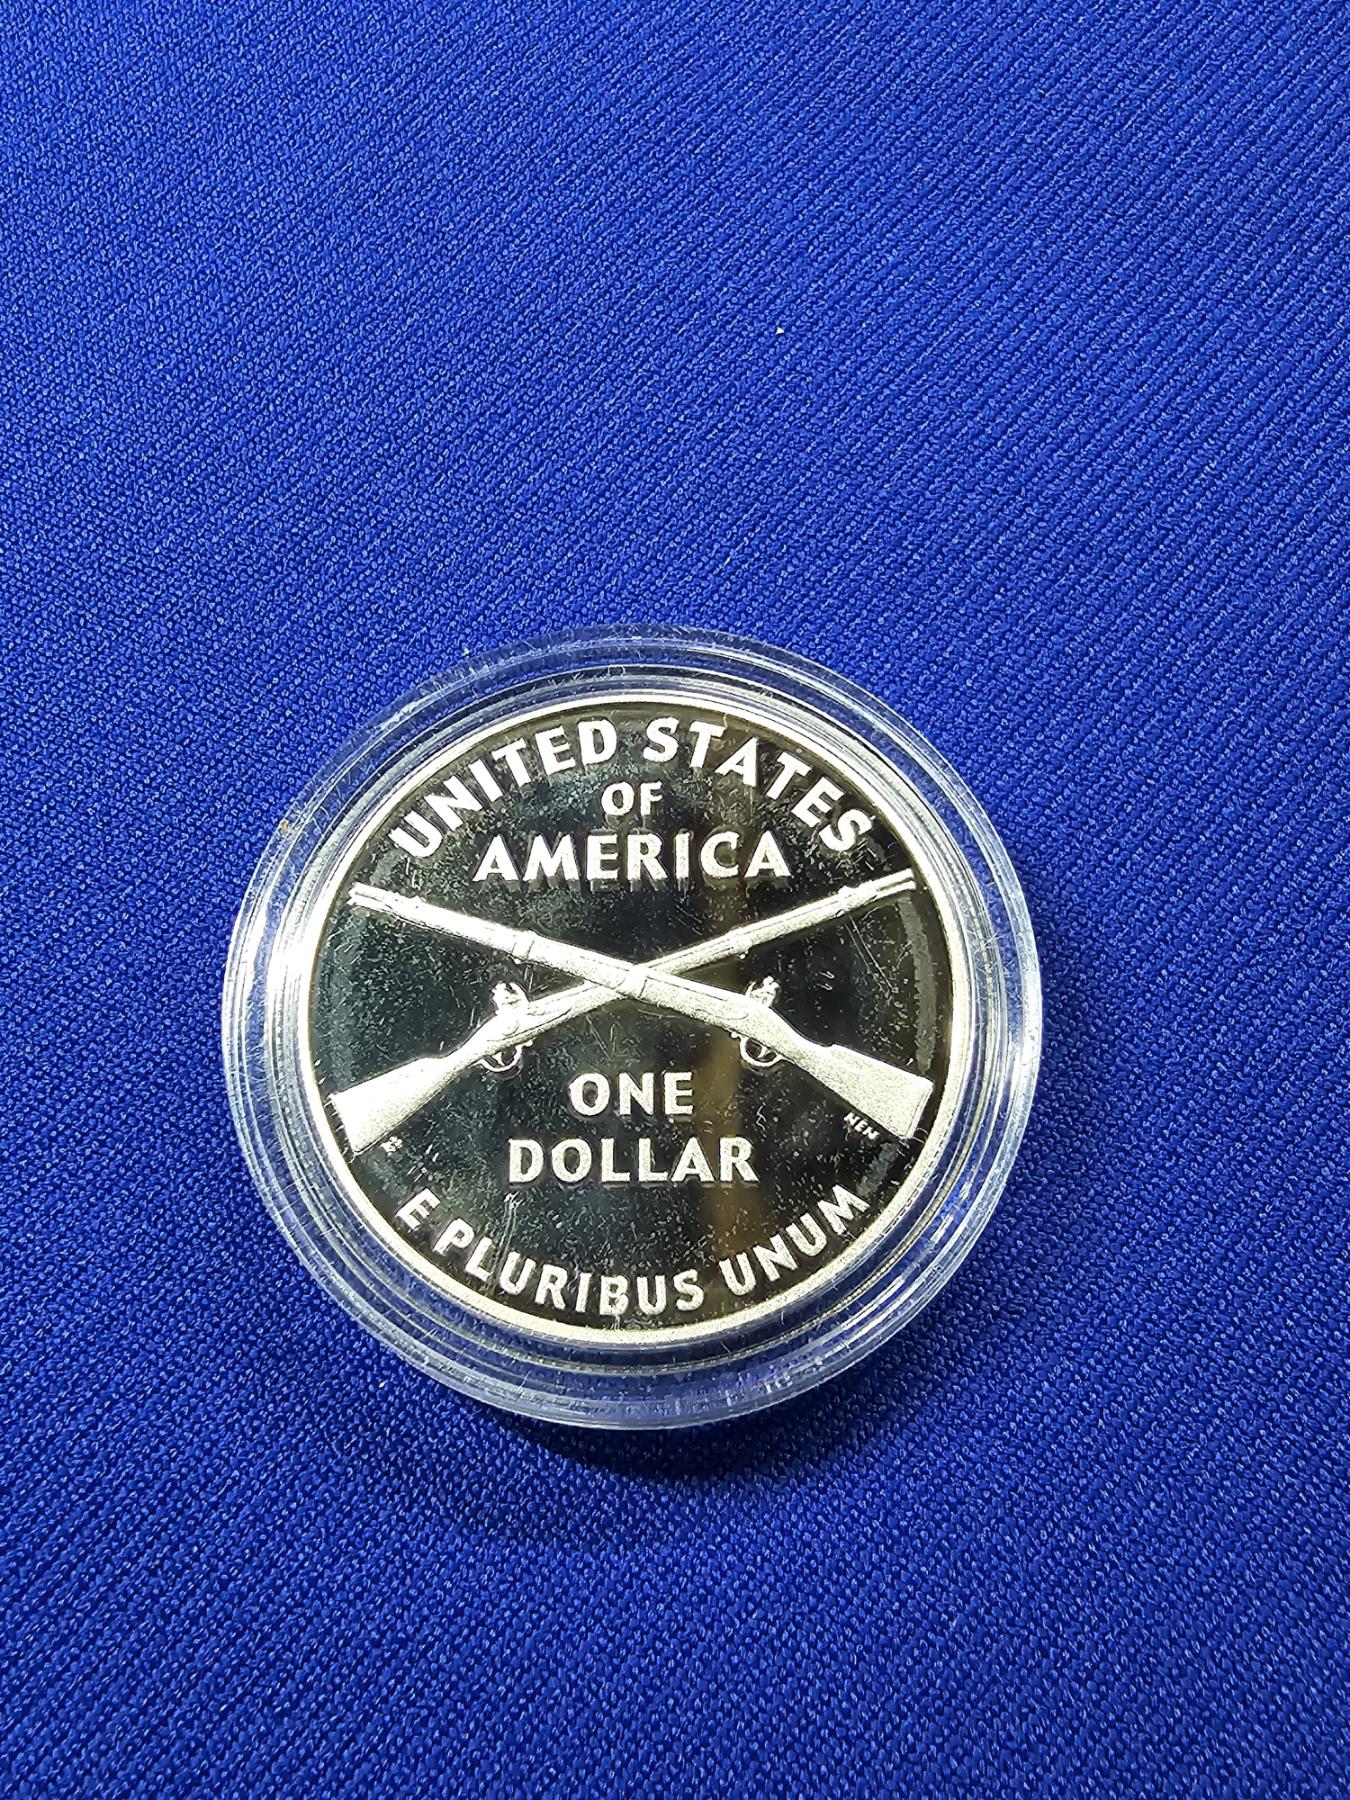 UNITED STATES
OF
AMERICA
ONE
DOLLAR
E PLURIBUS UNUM